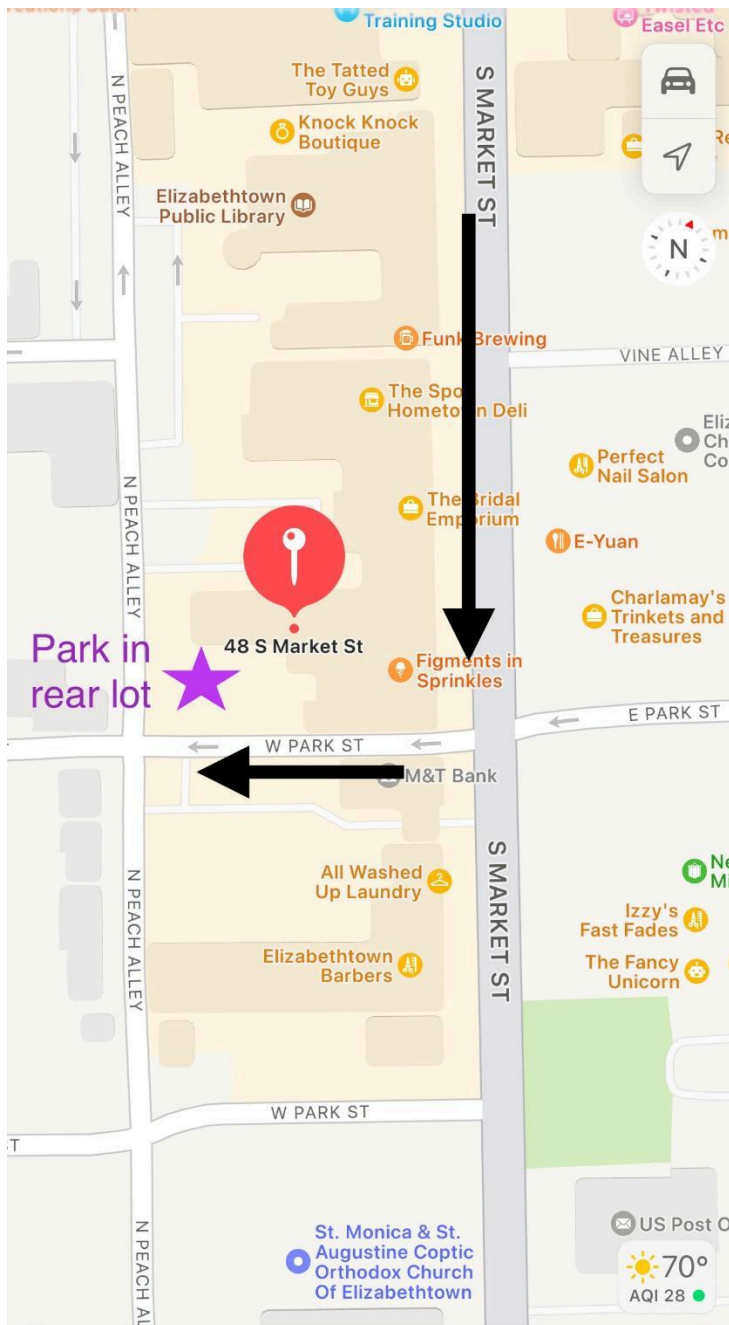 Training Studio
Twisted
Easel Etc
N PEACH ALLEY
S MARKET ST
The Tatted
Toy Guys
Knock Knock
Boutique
Elizabethtown
Public Library
N
Funk Brewing
VINE ALLEY
The Spot
Hometown Deli
N PEACH ALLEY
Perfect
Nail Salon
The Bridal
Emporium
E-Yuan
Charlamay's
Trinkets and
Treasures
48 S Market St
Park in
rear lot
Figments in
Sprinkles
E PARK ST
W PARK ST
M&T Bank
S MARKET ST
All Washed
Up Laundry
N PEACH ALLEY
Izzy's
Fast Fades
Elizabethtown
Barbers
The Fancy
Unicorn
W PARK ST
US Post O
St. Monica & St.
Augustine Coptic
Orthodox Church
Of Elizabethtown
N PEACH AL
70°
AQI 28